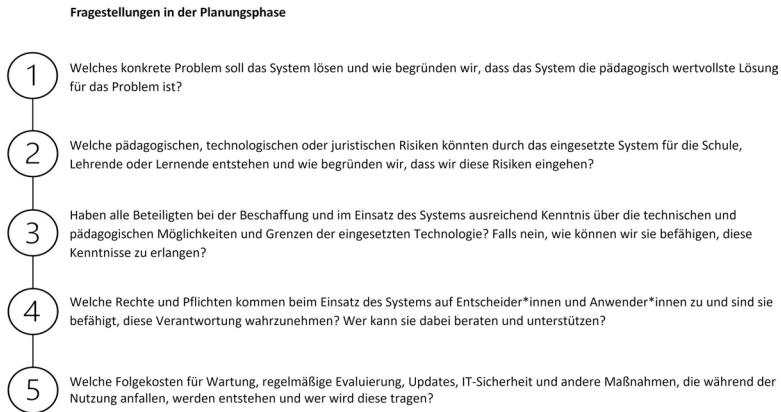 Fragestellungen in der Planungsphase
1
Welches konkrete Problem soll das System lösen und wie begründen wir, dass das System die pädagogisch wertvollste Lösung
für das Problem ist?
2
Welche pädagogischen, technologischen oder juristischen Risiken könnten durch das eingesetzte System für die Schule,
Lehrende oder Lernende entstehen und wie begründen wir, dass wir diese Risiken eingehen?
3
Haben alle Beteiligten bei der Beschaffung und im Einsatz des Systems ausreichend Kenntnis über die technischen und
pädagogischen Möglichkeiten und Grenzen der eingesetzten Technologie? Falls nein, wie können wir sie befähigen, diese
Kenntnisse zu erlangen?
4
Welche Rechte und Pflichten kommen beim Einsatz des Systems auf Entscheider*innen und Anwender*innen zu und sind sie
befähigt, diese Verantwortung wahrzunehmen? Wer kann sie dabei beraten und unterstützen?
5
Welche Folgekosten für Wartung, regelmäßige Evaluierung, Updates, IT-Sicherheit und andere Maßnahmen, die während der
Nutzung anfallen, werden entstehen und wer wird diese tragen?